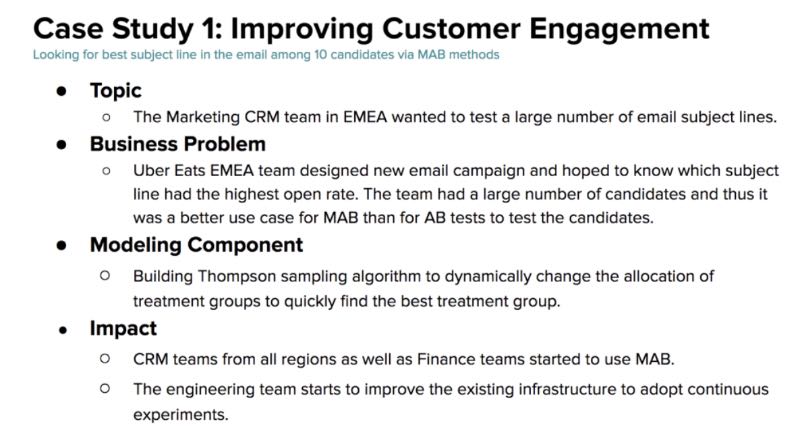 Case Study 1: Improving Customer Engagement
Looking for best subject line in the email among 10 candidates via MAB methods
● Topic
○ The Marketing CRM team in EMEA wanted to test a large number of email subject lines.
● Business Problem
○ Uber Eats EMEA team designed new email campaign and hoped to know which subject
line had the highest open rate. The team had a large number of candidates and thus it
was a better use case for MAB than for AB tests to test the candidates.
● Modeling Component
○ Building Thompson sampling algorithm to dynamically change the allocation of
treatment groups to quickly find the best treatment group.
● Impact
○ CRM teams from all regions as well as Finance teams started to use MAB.
○ The engineering team starts to improve the existing infrastructure to adopt continuous
experiments.